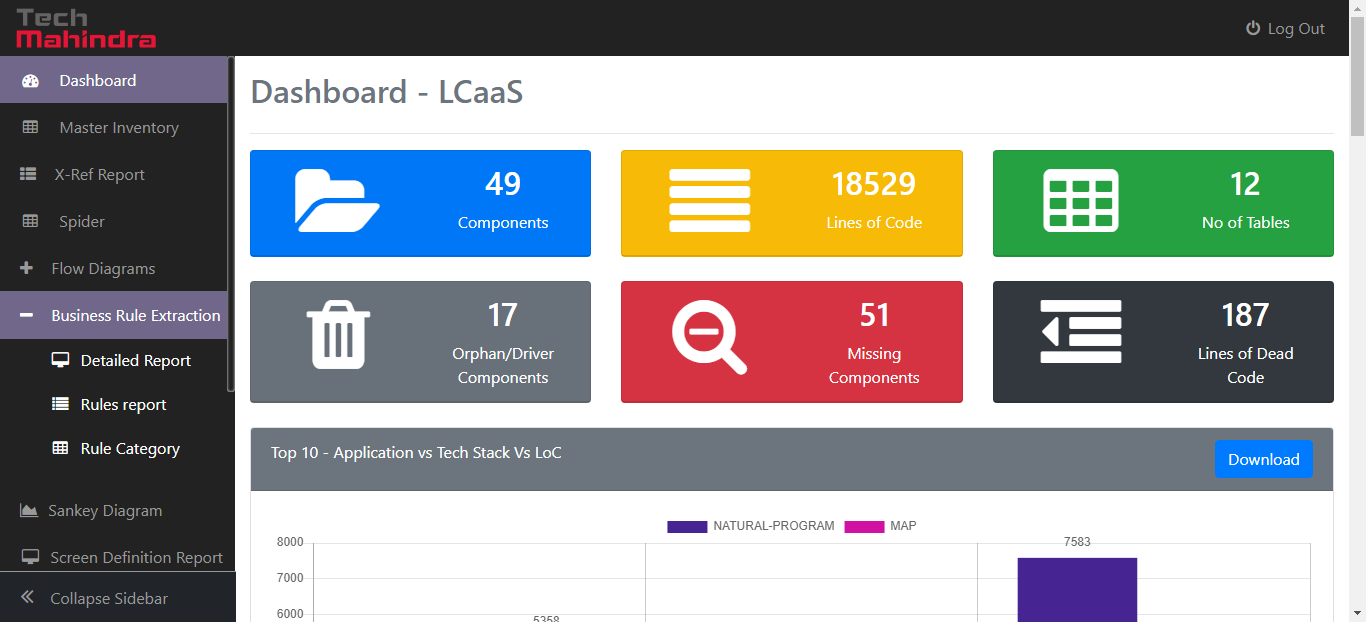 Tech
Mahindra
Log Out
Dashboard
Master Inventory
X-Ref Report
Spider
Flow Diagrams
Business Rule Extraction
Detailed Report
Rules report
Rule Category
Sankey Diagram
Screen Definition Report
Collapse Sidebar
Dashboard - LCaaS
49
Components
18529
Lines of Code
12
No of Tables
17
Orphan/Driver
Components
51
Missing
Components
187
Lines of Dead
Code
Top 10 - Application vs Tech Stack Vs LoC
Download
NATURAL-PROGRAM MAP
8000
7583
7000
6000
5358